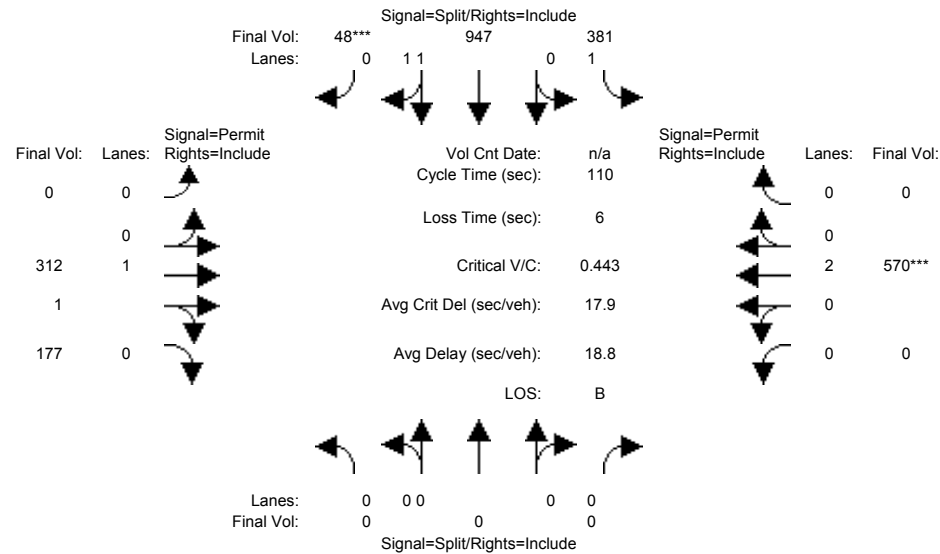 Signal=Split/Rights=Include
Final Vol: 48*** 947 381
Lanes: 0 1 1 0 1
Signal=Permit Signal=Permit
Final Vol: Lanes: Rights=Include Vol Cnt Date: n/a Rights=Include Lanes: Final Vol:
Cycle Time (sec): 110
0 0 0 0
Loss Time (sec): 6
0 0
312 1 Critical V/C: 0.443 2 570***
1 Avg Crit Del (sec/veh): 17.9 0
177 0 Avg Delay (sec/veh): 18.8 0 0
LOS: B
Lanes: 0 0 0 0 0
Final Vol: 0 0 0
Signal=Split/Rights=Include